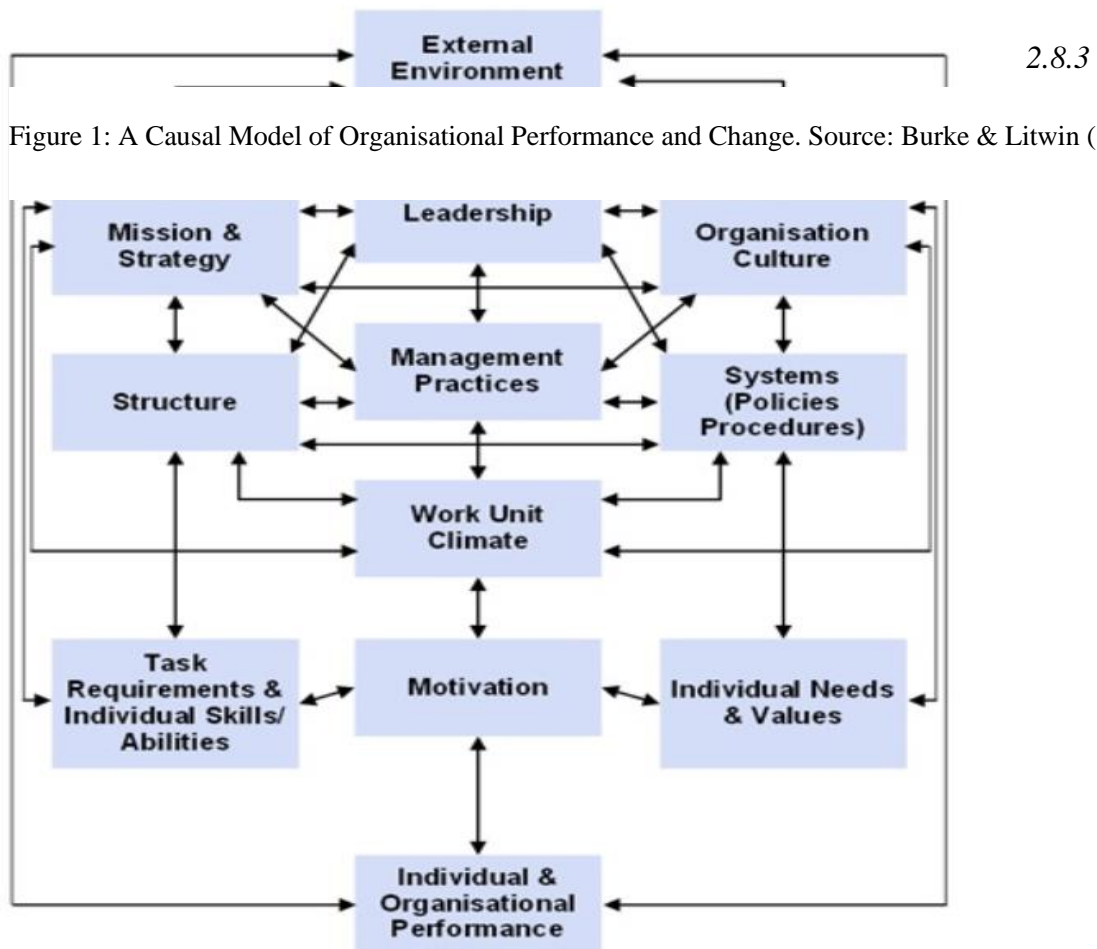 External
Environment
2.8.3
Figure 1: A Causal Model of Organisational Performance and Change. Source: Burke & Litwin (
Mission &
Strategy
Leadership
Organisation
Culture
Structure
Management
Practices
Systems
(Policies
Procedures)
Work Unit
Climate
Task
Requirements &
Individual Skills/
Abilities
Motivation
Individual Needs
& Values
Individual &
Organisational
Performance